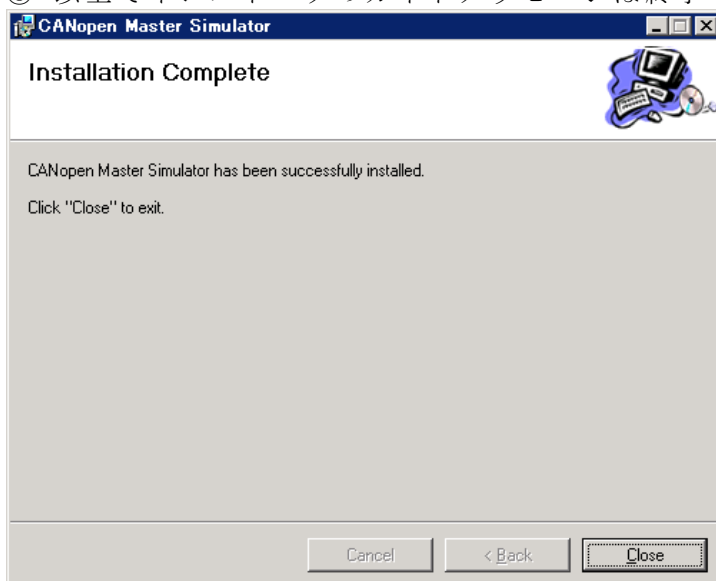 CANopen Master Simulator
Installation Complete
CANopen Master Simulator has been successfully installed.
Click "Close" to exit.
Cancel
< Back
Close